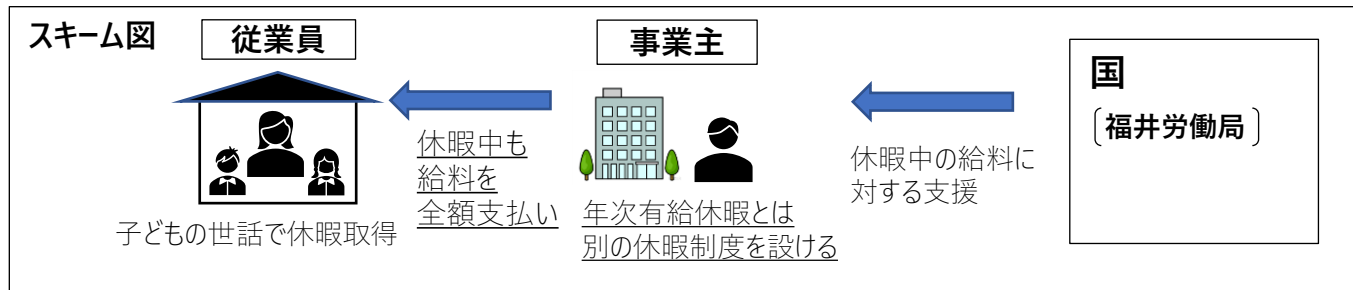 スキーム図
従業員
子どもの世話で休暇取得
休暇中も
給料を
全額支払い
事業主
年次有給休暇とは
別の休暇制度を設ける
休暇中の給料に
対する支援
国
〔福井労働局〕